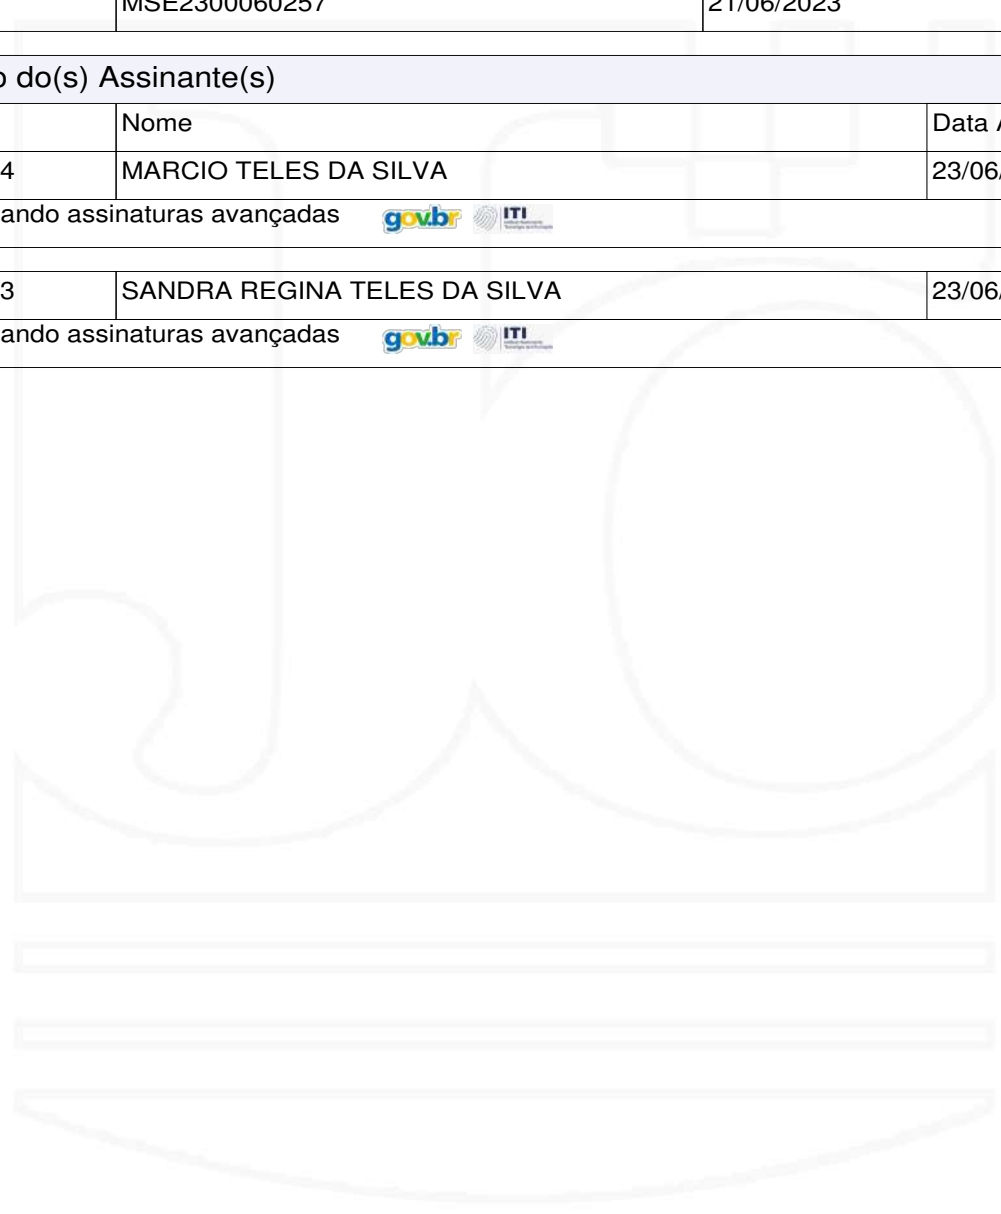 MSE2300060257 21/06/2023
o do(s) Assinante(s)
Nome Data
4 MARCIO TELES DA SILVA 23/06/
ando assinaturas avançadas gov.br ITI
3 SANDRA REGINA TELES DA SILVA 23/06/
ando assinaturas avançadas gov.br ITI